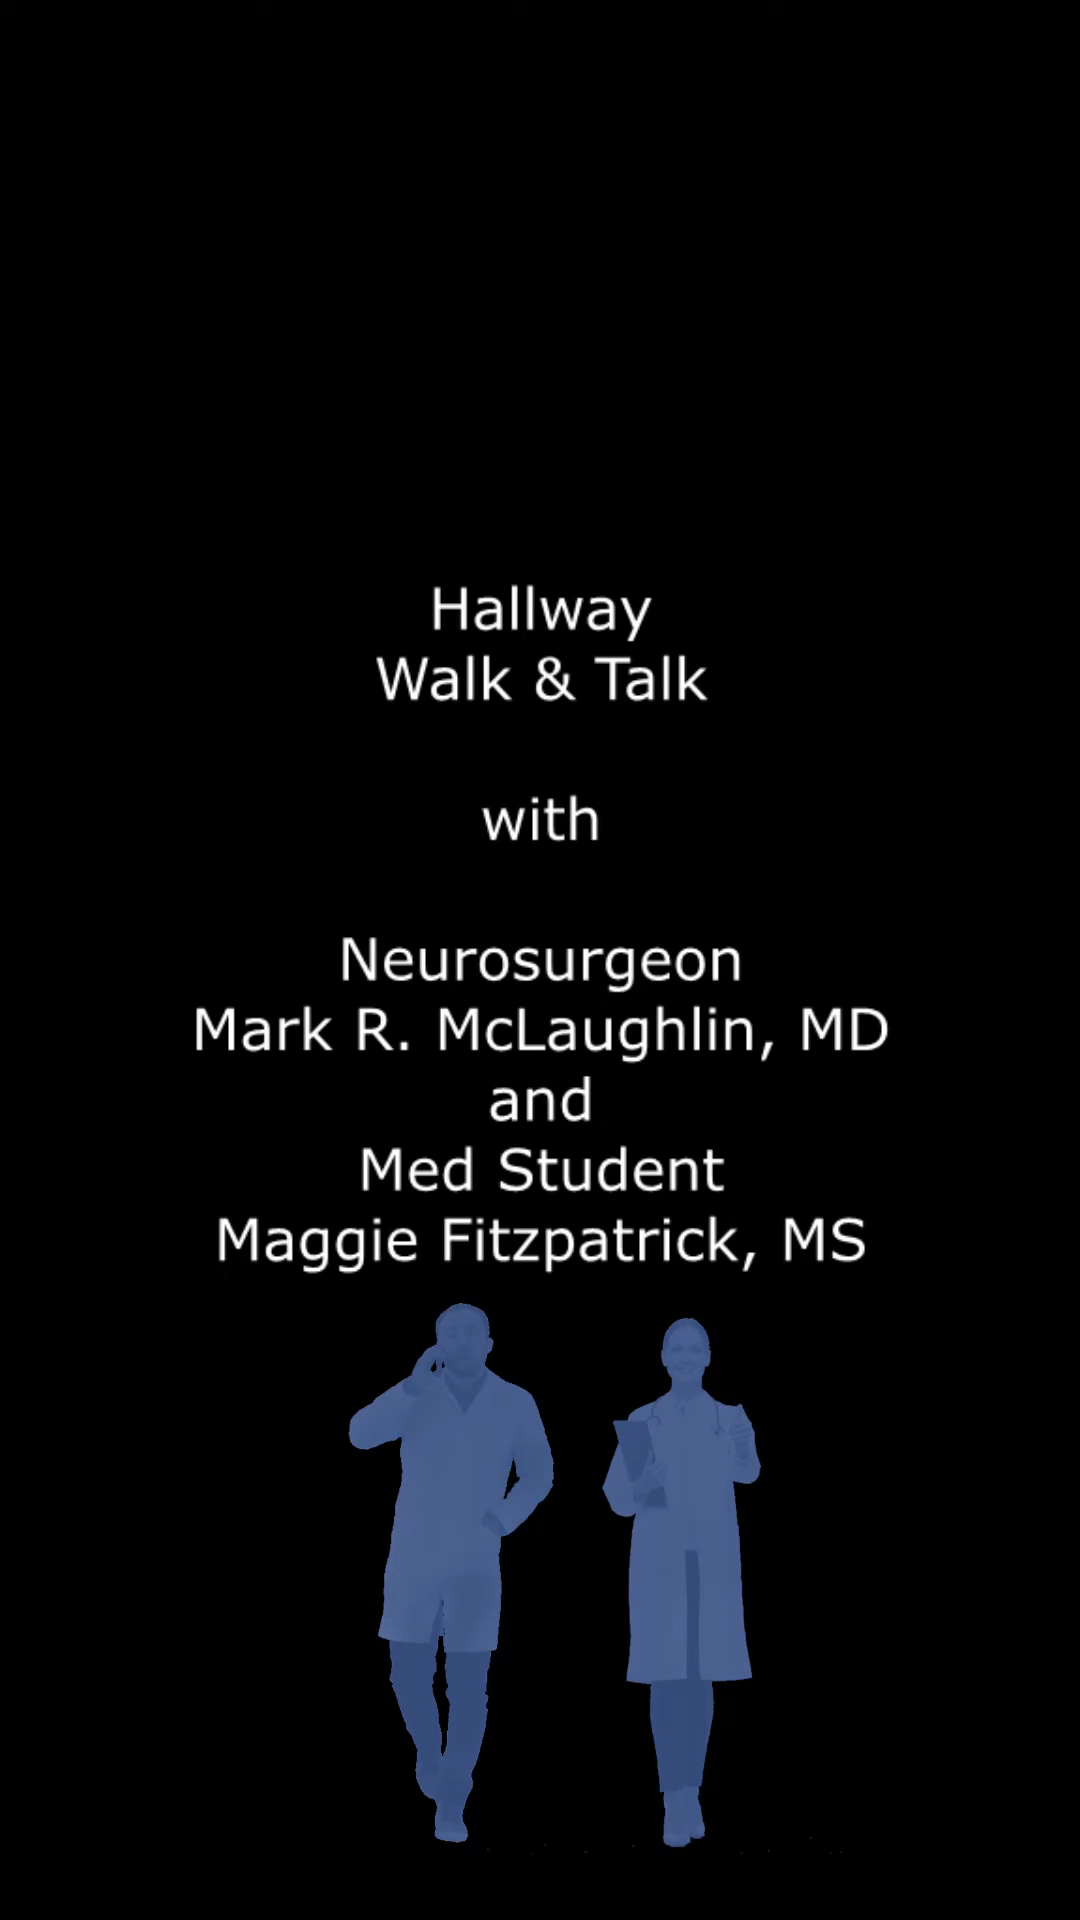 Hallway
Walk & Talk
with
Neurosurgeon
Mark R. McLaughlin, MD
and
Med Student
Maggie Fitzpatrick, MS